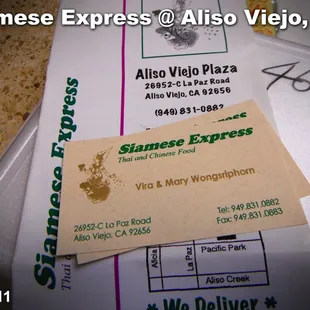 mese Express @ Aliso Viejo,
Aliso Viejo Plaza
26952-C La Paz Road
Aliso Viejo, CA 92656
(949) 831-0882
Siamese Express
Siamese Express
Thai and Chinese Food
Vira & Mary Wongsriphorn
26952-C La Paz Road
Aliso Viejo, CA 92656
Tel: 949.831.0882
Fax: 949.831.0883
Alicia
La Paz
Pacific Park
Aliso Creek
* We Deliver *
11